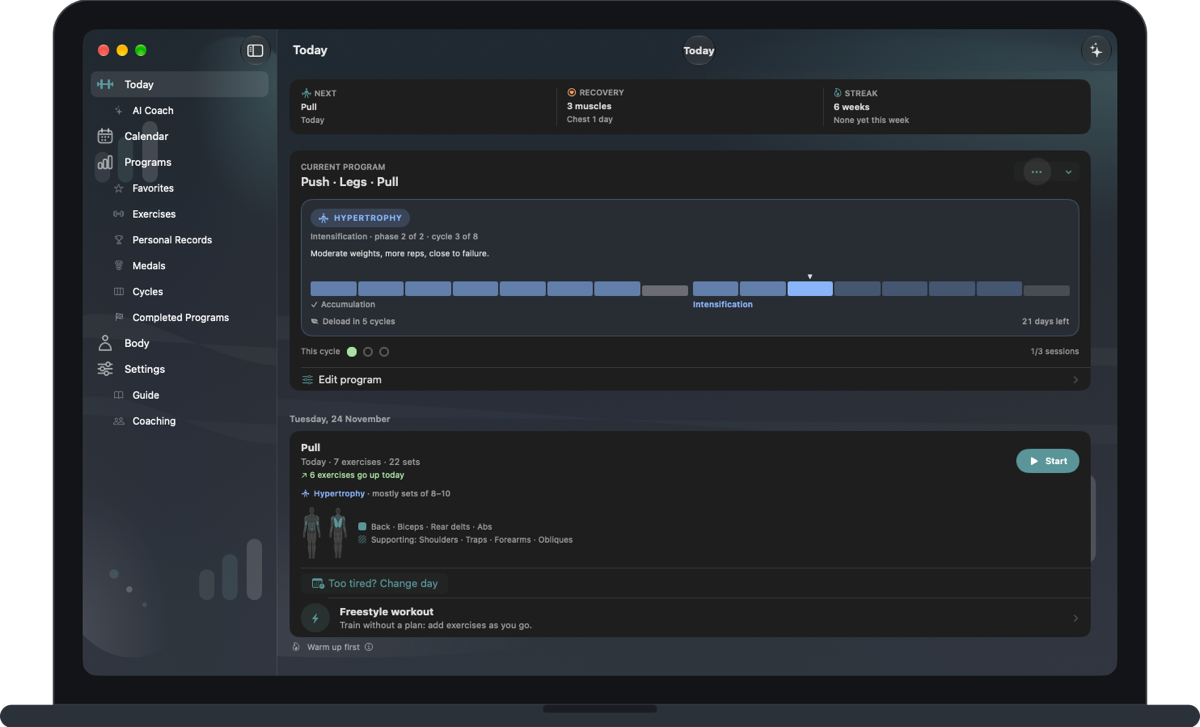 Today
AI Coach
Calendar
Programs
Favorites
Exercises
Personal Records
Medals
Cycles
Completed Programs
Body
Settings
Guide
Coaching
Today
Today
NEXT
Pull
Today
RECOVERY
3 muscles
Chest 1 day
STREAK
6 weeks
None yet this week
CURRENT PROGRAM
Push · Legs · Pull
HYPERTROPHY
Intensification · phase 2 of 2 · cycle 3 of 8
Moderate weights, more reps, close to failure.
Accumulation
Intensification
Deload in 5 cycles
21 days left
This cycle
1/3 sessions
Edit program
Tuesday, 24 November
Pull
Today · 7 exercises · 22 sets
↗ 6 exercises go up today
Hypertrophy · mostly sets of 8–10
Back · Biceps · Rear delts · Abs
Supporting: Shoulders · Traps · Forearms · Obliques
Start
Too tired? Change day
Freestyle workout
Train without a plan: add exercises as you go.
Warm up first